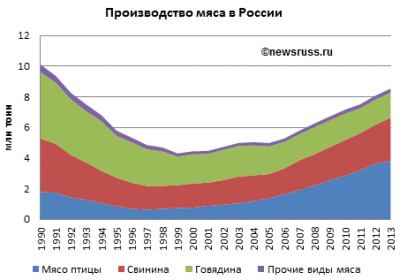 Производство мяса в России
©newsruss.ru
млн тонн
12
10
8
6
4
2
0
1990 1991 1992 1993 1994 1995 1996 1997 1998 1999 2000 2001 2002 2003 2004 2005 2006 2007 2008 2009 2010 2011 2012 2013
Мясо птицы Свинина Говядина Прочие виды мяса